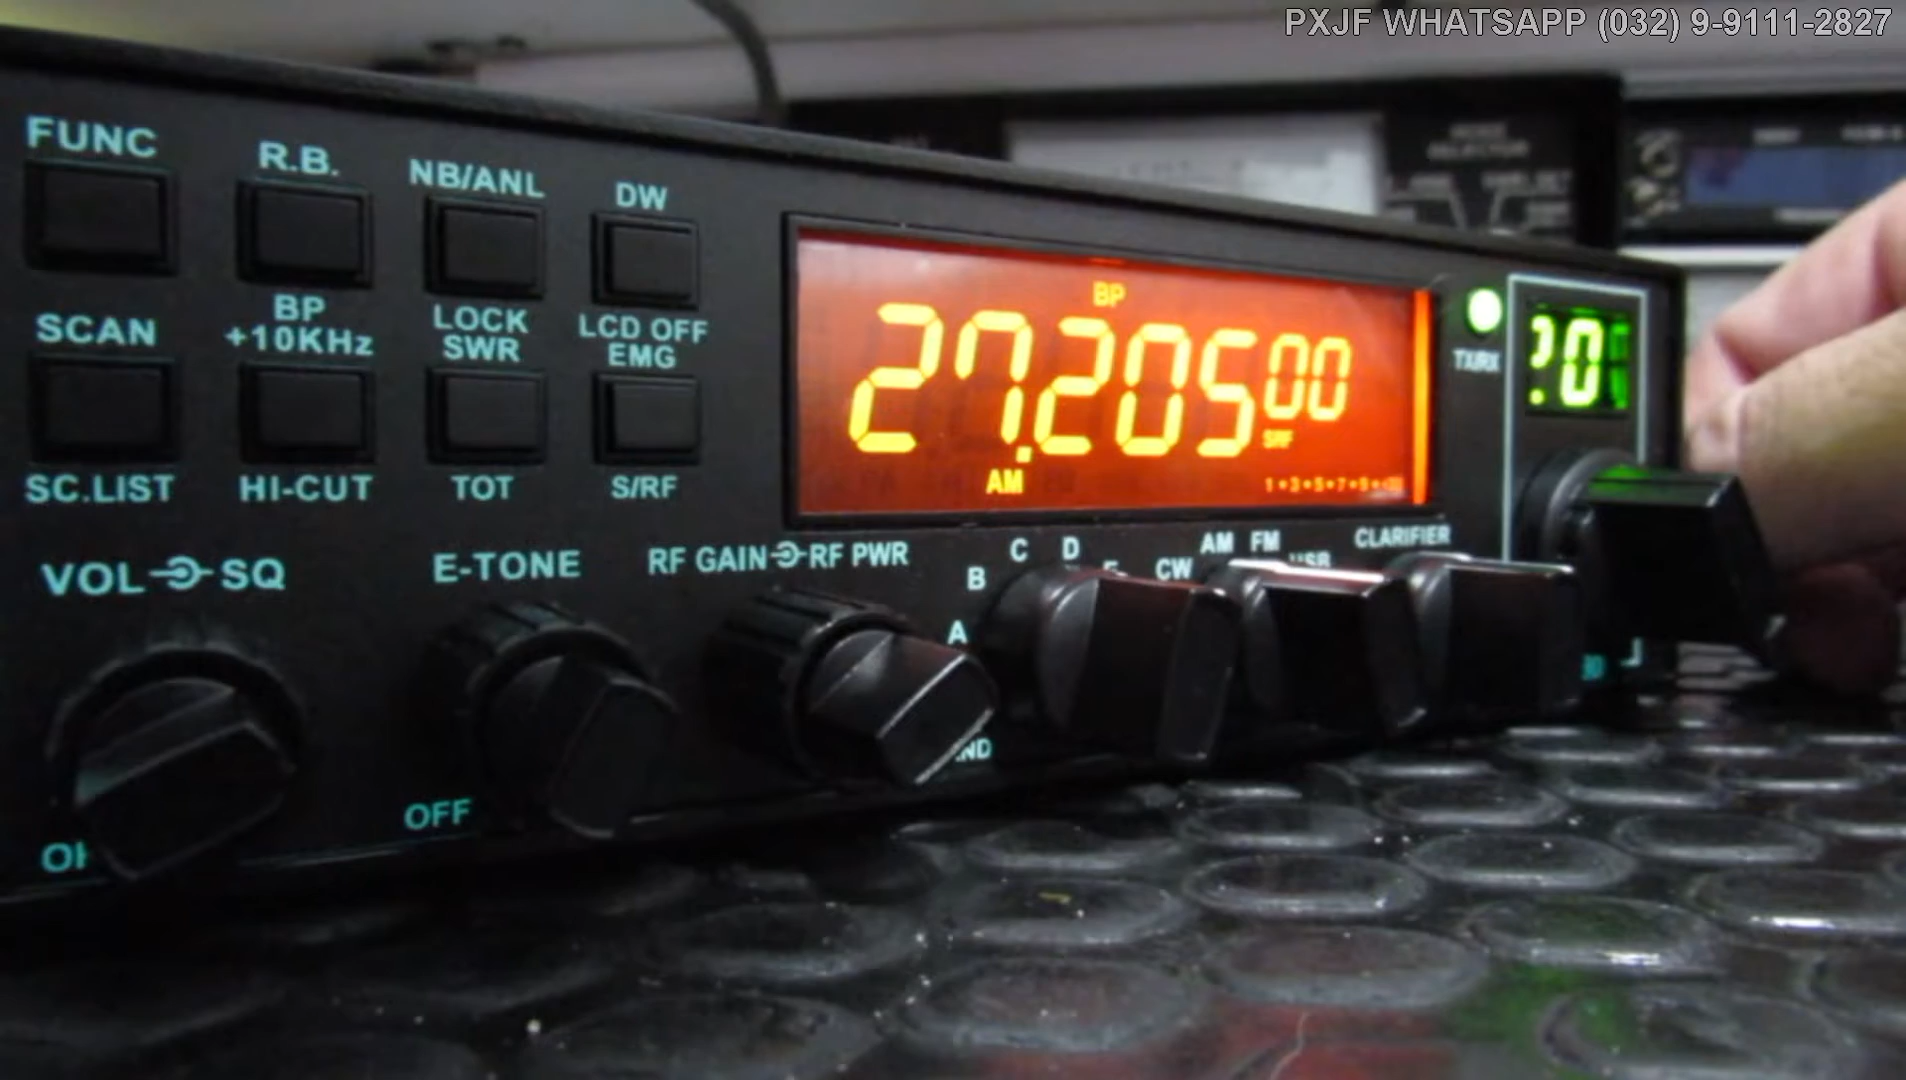 PXJF WHATSAPP (032) 9-9111-2827
FUNC
R.B.
NB/ANL
DW
SCAN
BP
+10KHz
LOCK
SWR
LCD OFF
EMG
SC.LIST
HI-CUT
TOT
S/RF
BP
27.205 00
SRF
AM
TX/RX
VOL SQ
E-TONE
RF GAIN RF PWR
A
B
C
D
CW
AM
FM
USB
CLARIFIER
OFF